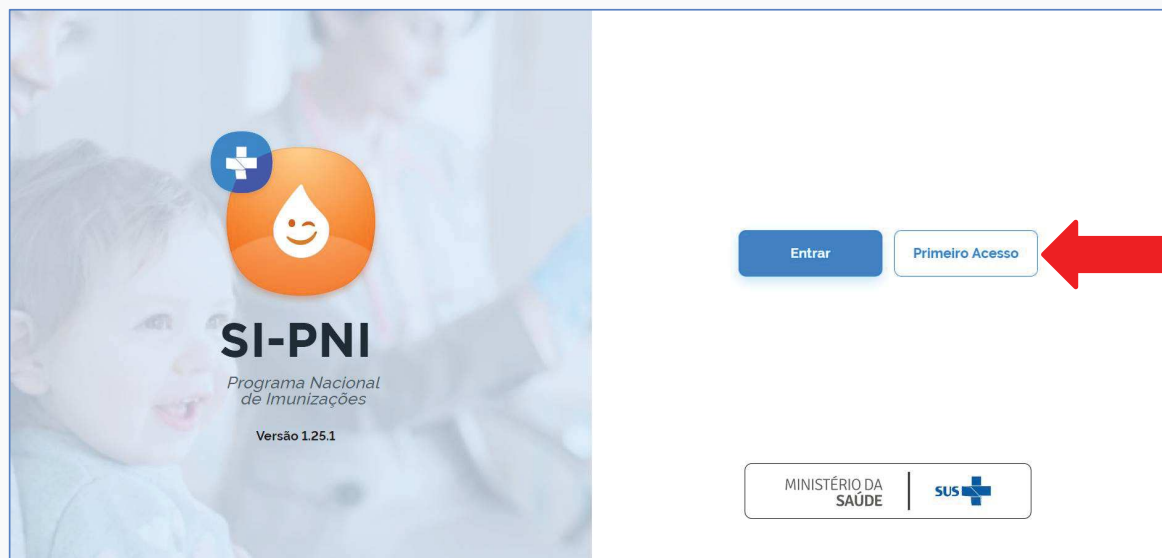 SI-PNI
Programa Nacional
de Imunizações
Versão 1.25.1
Entrar
Primeiro Acesso
MINISTÉRIO DA
SAÚDE
SUS